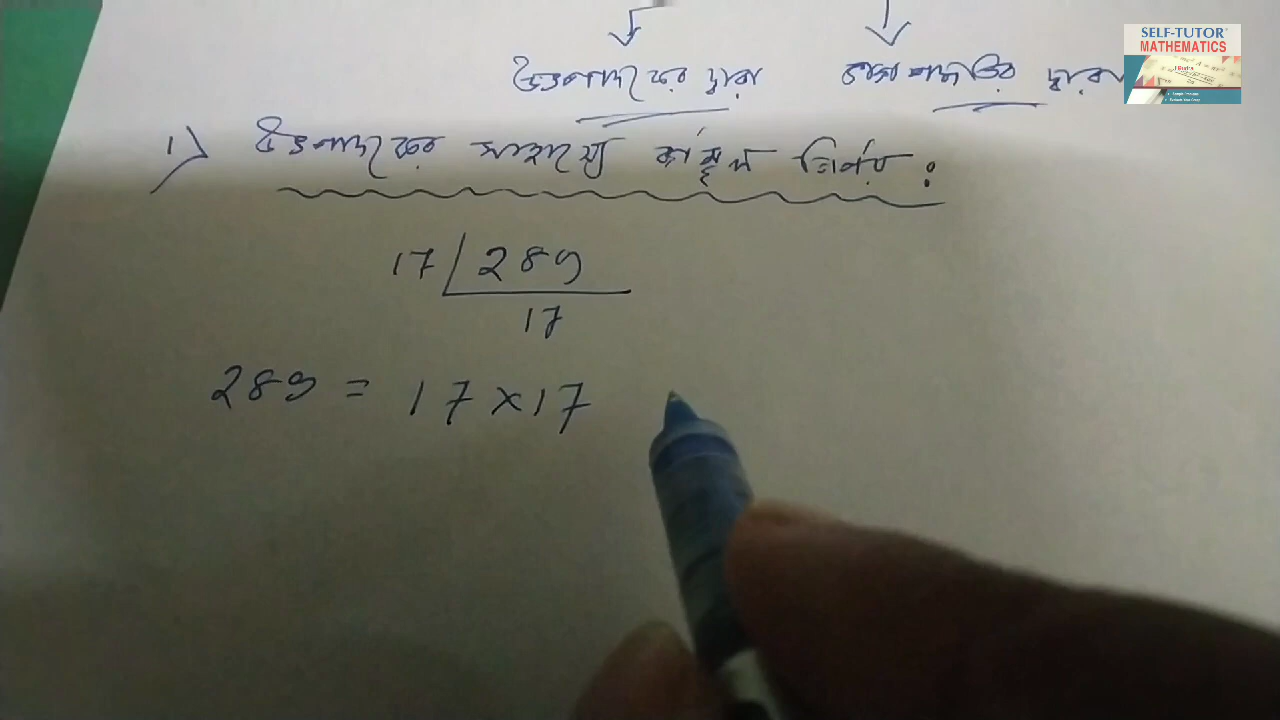 উৎপাদকের দ্বারা ভাগ পদ্ধতির দ্বারা
SELF-TUTOR
MATHEMATICS
1) উৎপাদকের সাহায্যে বর্গমূল নির্ণয় :
17 | 289
17
289 = 17 × 17